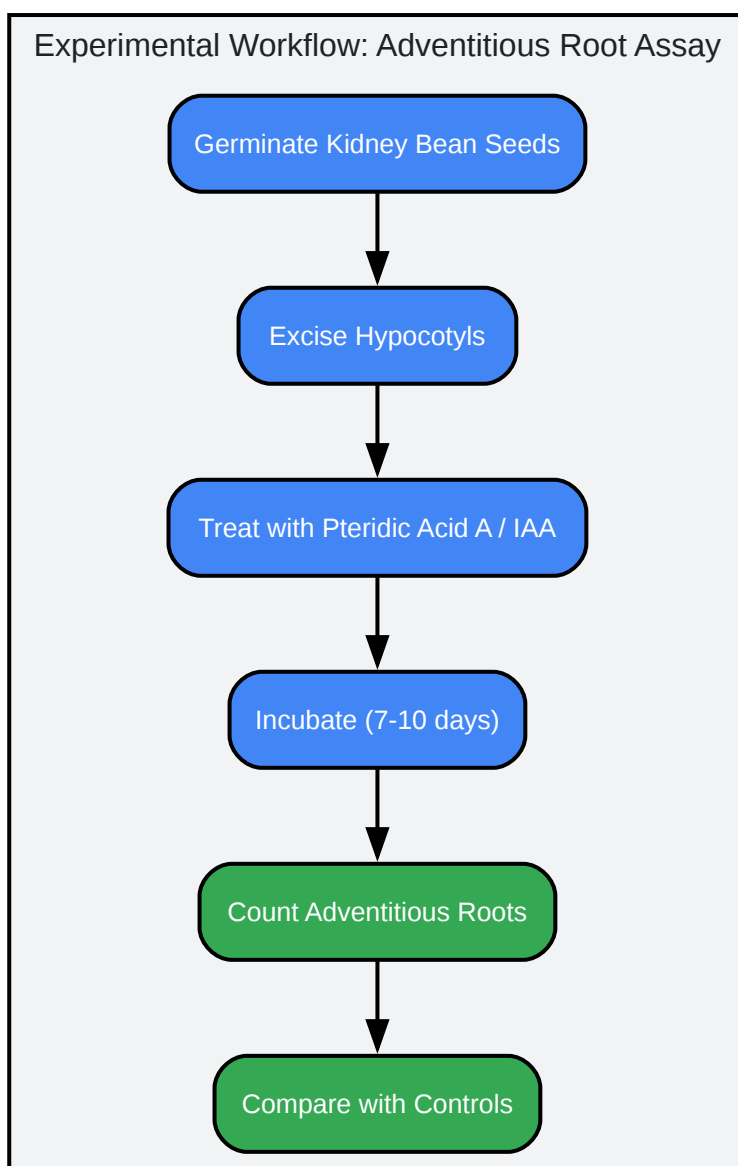 Experimental Workflow: Adventitious Root Assay
Germinate Kidney Bean Seeds
Excise Hypocotyls
Treat with Pteridic Acid A / IAA
Incubate (7-10 days)
Count Adventitious Roots
Compare with Controls